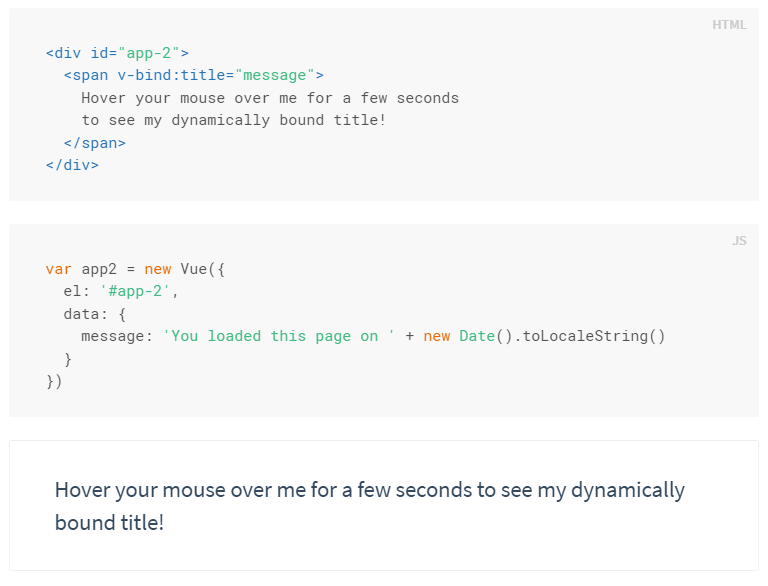 HTML
<div id="app-2">
  <span v-bind:title="message">
    Hover your mouse over me for a few seconds
    to see my dynamically bound title!
  </span>
</div>
JS
var app2 = new Vue({
  el: '#app-2',
  data: {
    message: 'You loaded this page on ' + new Date().toLocaleString()
  }
})
Hover your mouse over me for a few seconds to see my dynamically
bound title!